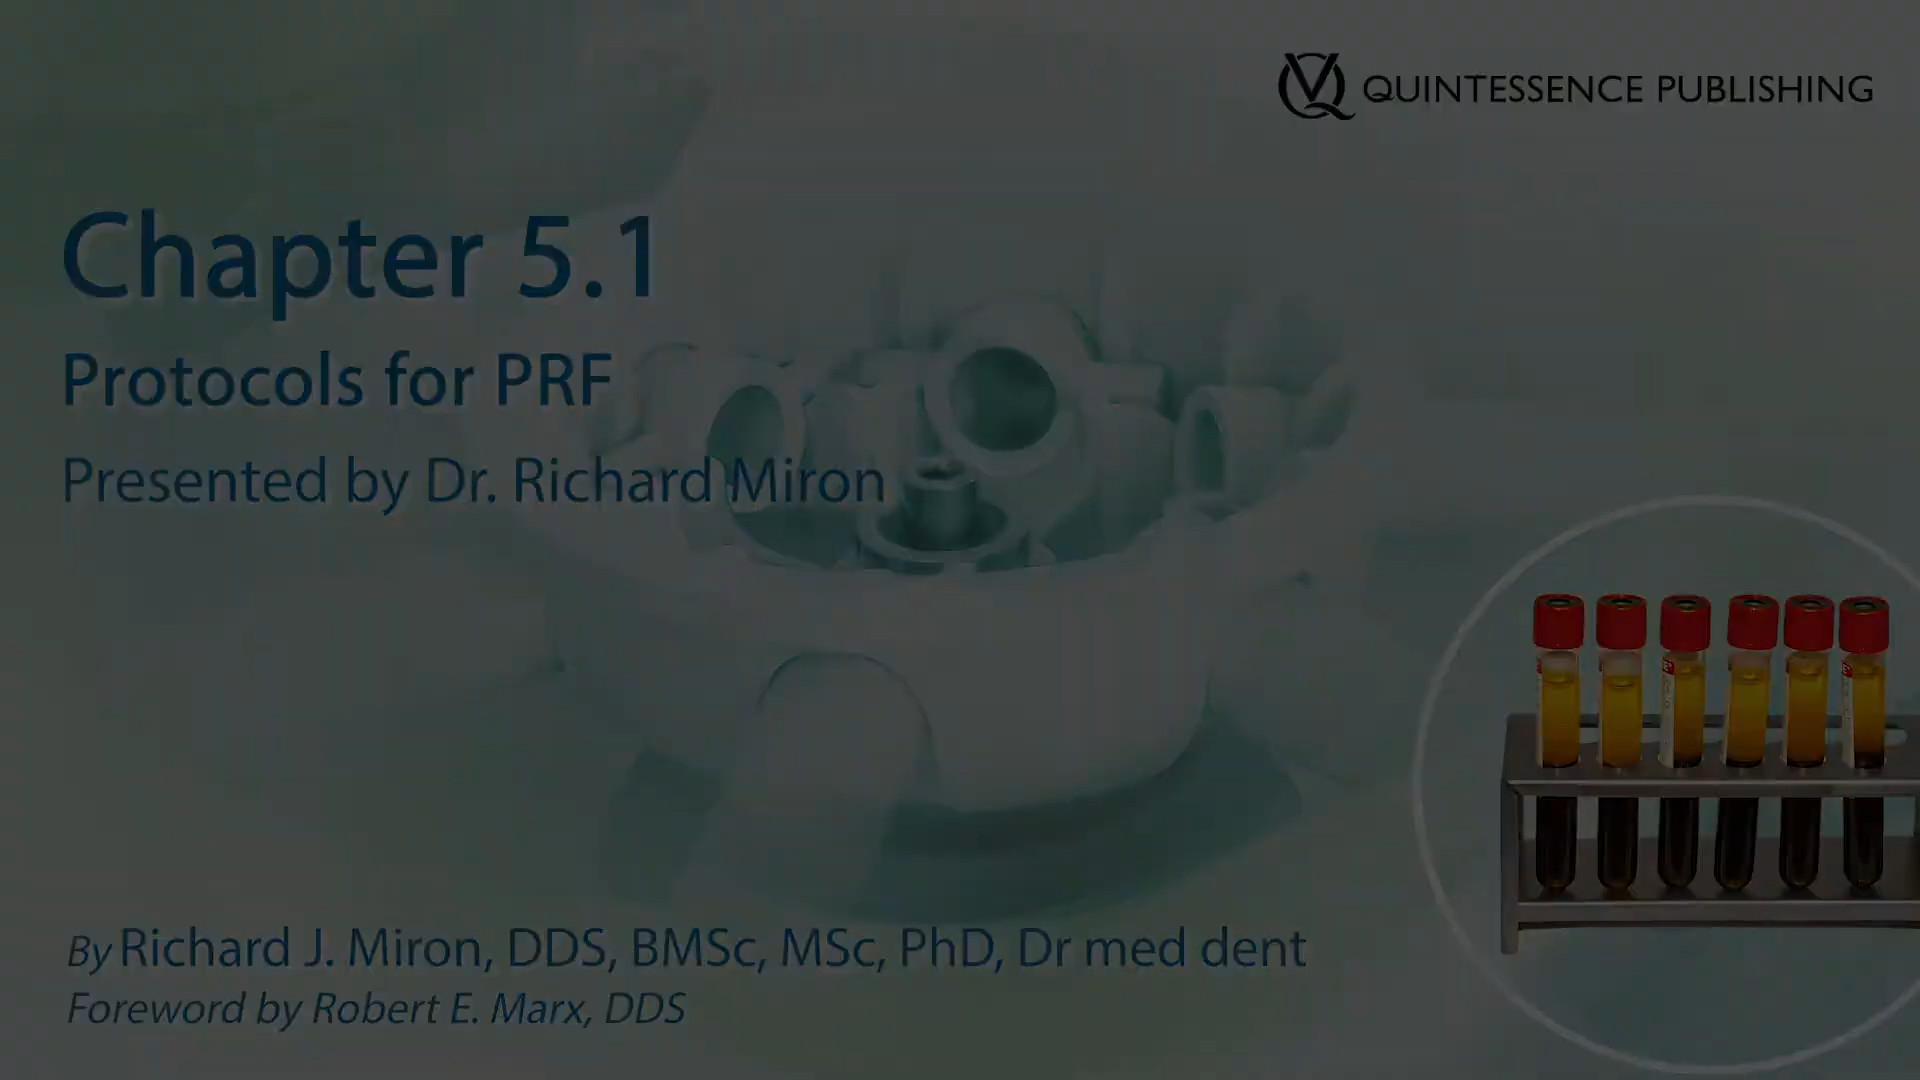 QUINTESSENCE PUBLISHING
Chapter 5.1
Protocols for PRF
Presented by Dr. Richard Miron
By Richard J. Miron, DDS, BMSc, MSc, PhD, Dr med dent
Foreword by Robert E. Marx, DDS